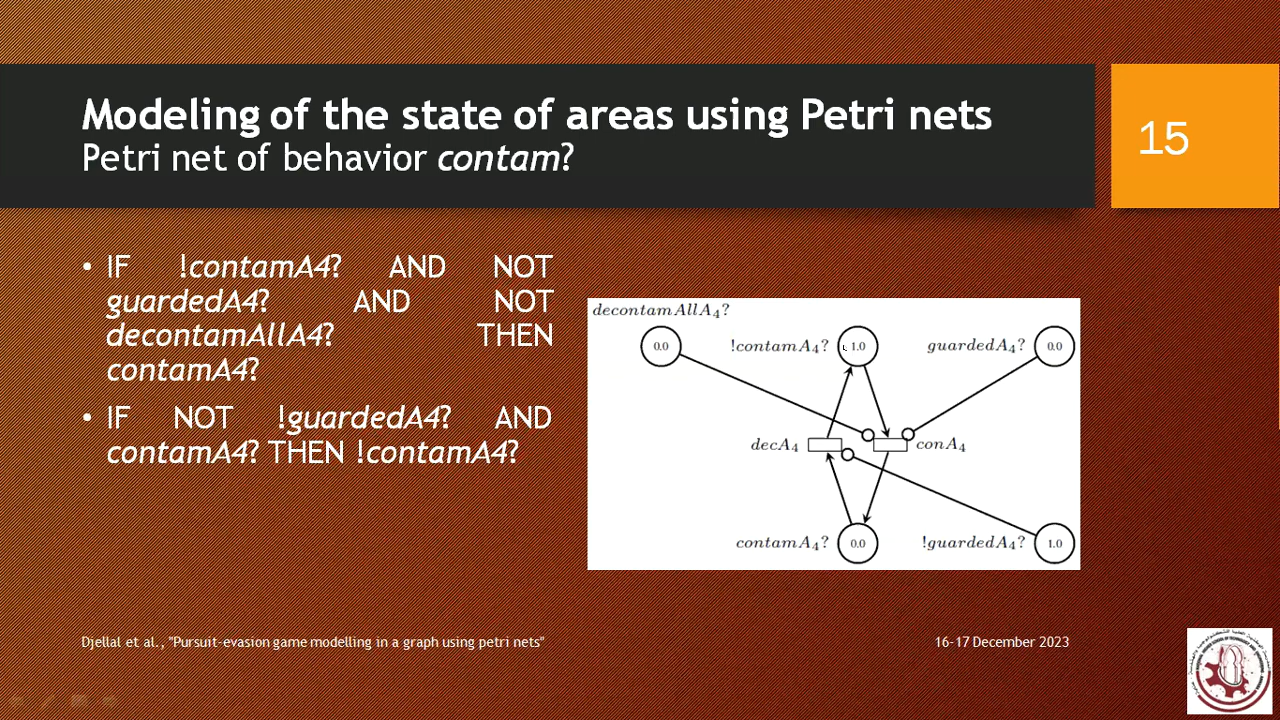 Modeling of the state of areas using Petri nets
Petri net of behavior contam?
15
• IF !contamA4? AND NOT
guardedA4? AND NOT
decontamAllA4? THEN
contamA4?
• IF NOT !guardedA4? AND
contamA4? THEN !contamA4?
decontamAllA₄?
0.0
!contamA₄?
1.0
guardedA₄?
0.0
decA₄
conA₄
contamA₄?
0.0
!guardedA₄?
1.0
Djellal et al., "Pursuit-evasion game modelling in a graph using petri nets"
16-17 December 2023